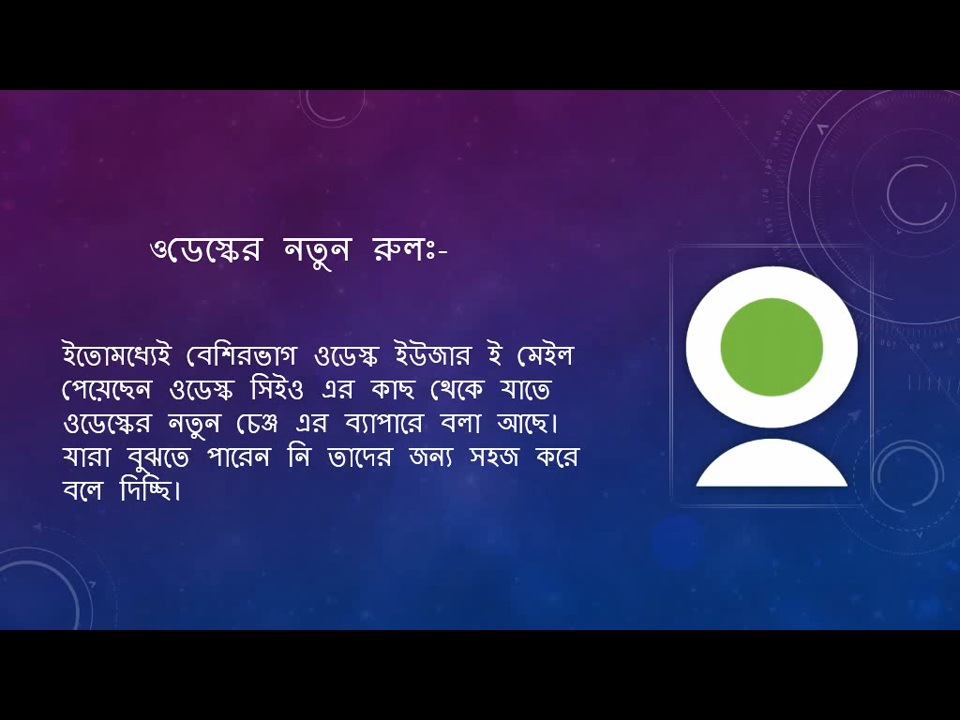 ওডেস্কের নতুন রুলঃ-
ইতোমধ্যেই বেশিরভাগ ওডেস্ক ইউজার ই মেইল
পেয়েছেন ওডেস্ক সিইও এর কাছ থেকে যাতে
ওডেস্কের নতুন চেঞ্জ এর ব্যাপারে বলা আছে।
যারা বুঝতে পারেন নি তাদের জন্য সহজ করে
বলে দিচ্ছি।